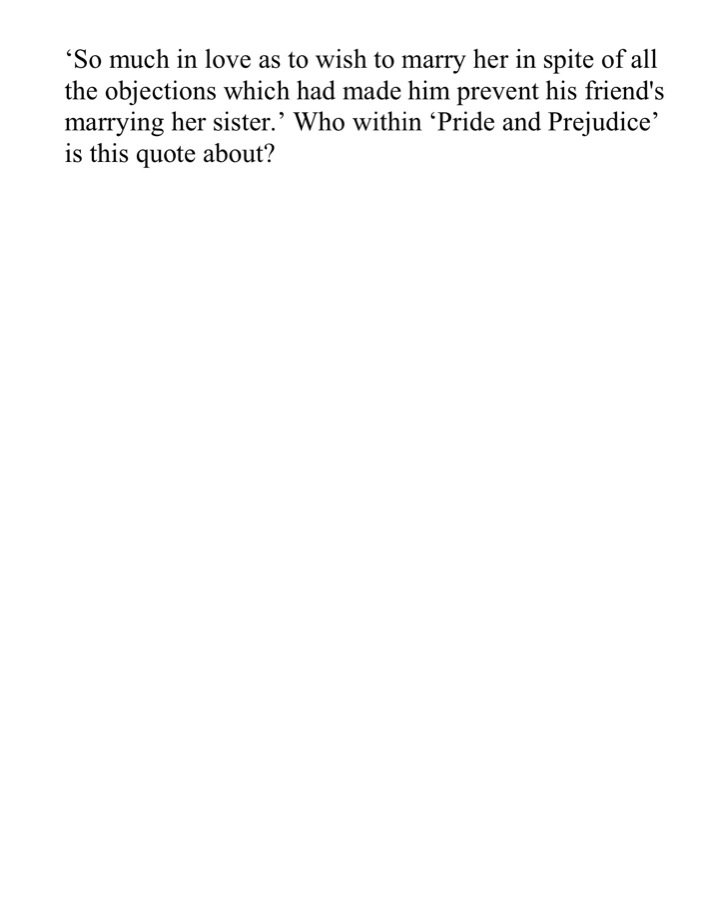 ‘So much in love as to wish to marry her in spite of all
the objections which had made him prevent his friend's
marrying her sister.’ Who within ‘Pride and Prejudice’
is this quote about?